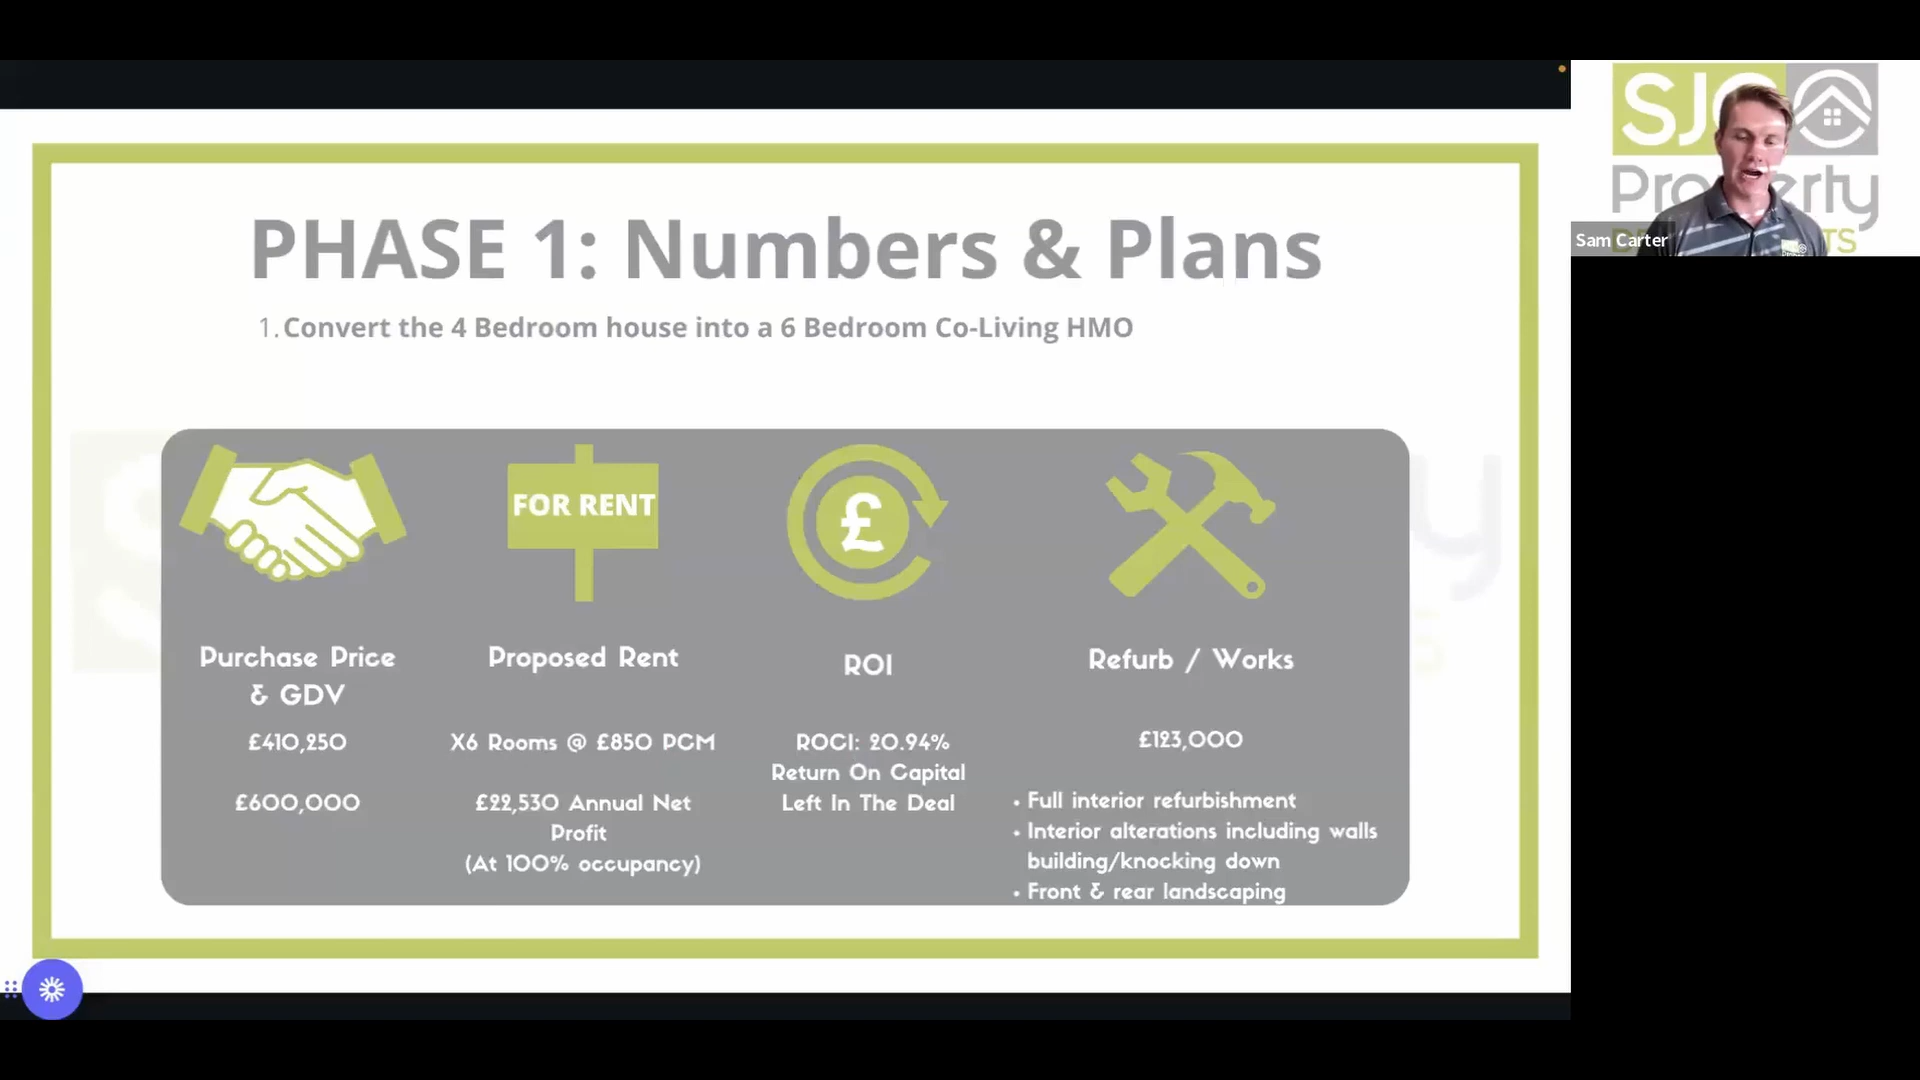 PHASE 1: Numbers & Plans
1. Convert the 4 Bedroom house into a 6 Bedroom Co-Living HMO
FOR RENT
£
Purchase Price
& GDV
£410,250
£600,000
Proposed Rent
X6 Rooms @ £850 PCM
£22,530 Annual Net
Profit
(At 100% occupancy)
ROI
ROCI: 20.94%
Return On Capital
Left In The Deal
Refurb / Works
£123,000
• Full interior refurbishment
• Interior alterations including walls
building/knocking down
• Front & rear landscaping
SJC
Property
Sam Carter